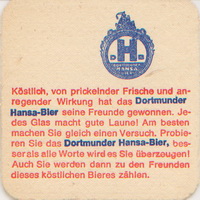 H
DORTMUNDER
HANSA
Köstlich, von prickelnder Frische und an-
regender Wirkung hat das Dortmunder
Hansa-Bier seine Freunde gewonnen. Je-
des Glas macht gute Laune! Am besten
machen Sie gleich einen Versuch. Probie-
ren Sie das Dortmunder Hansa-Bier, bes-
ser als alle Worte wird es Sie überzeugen!
Auch Sie werden dann zu den Freunden
dieses köstlichen Bieres zählen.